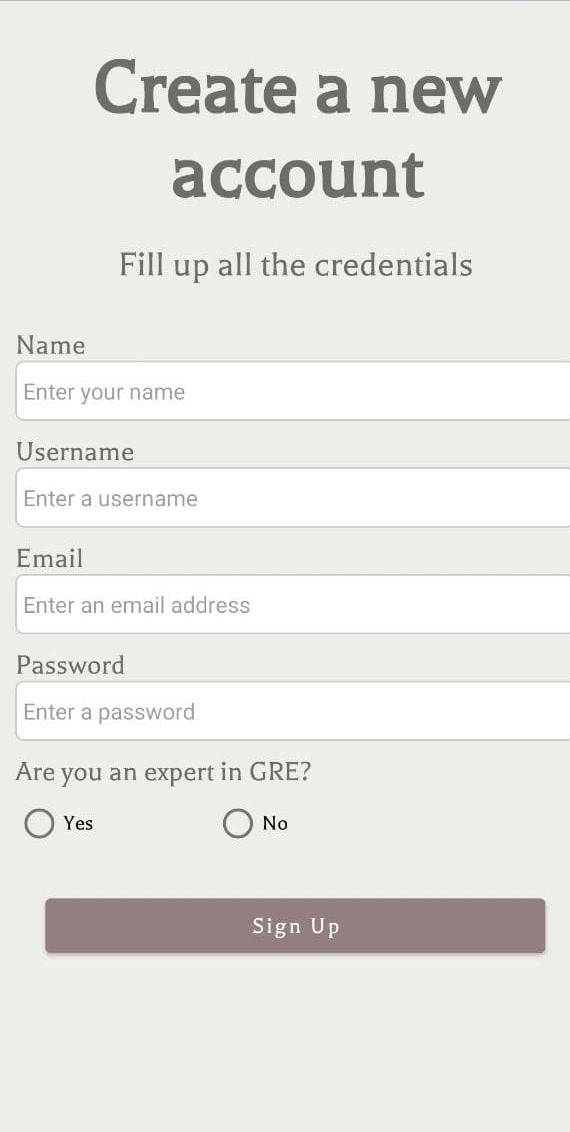 Create a new
account
Fill up all the credentials
Name
Enter your name
Username
Enter a username
Email
Enter an email address
Password
Enter a password
Are you an expert in GRE?
Yes No
Sign Up